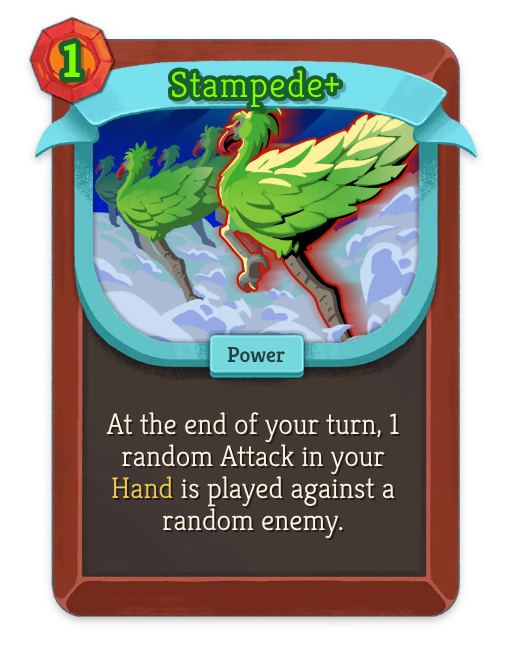 1
Stampede+
Power
At the end of your turn, 1
random Attack in your
Hand is played against a
random enemy.